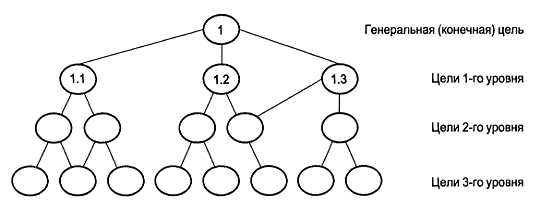 1 Генеральная (конечная) цель
1.1 1.2 1.3 Цели 1-го уровня
Цели 2-го уровня
Цели 3-го уровня